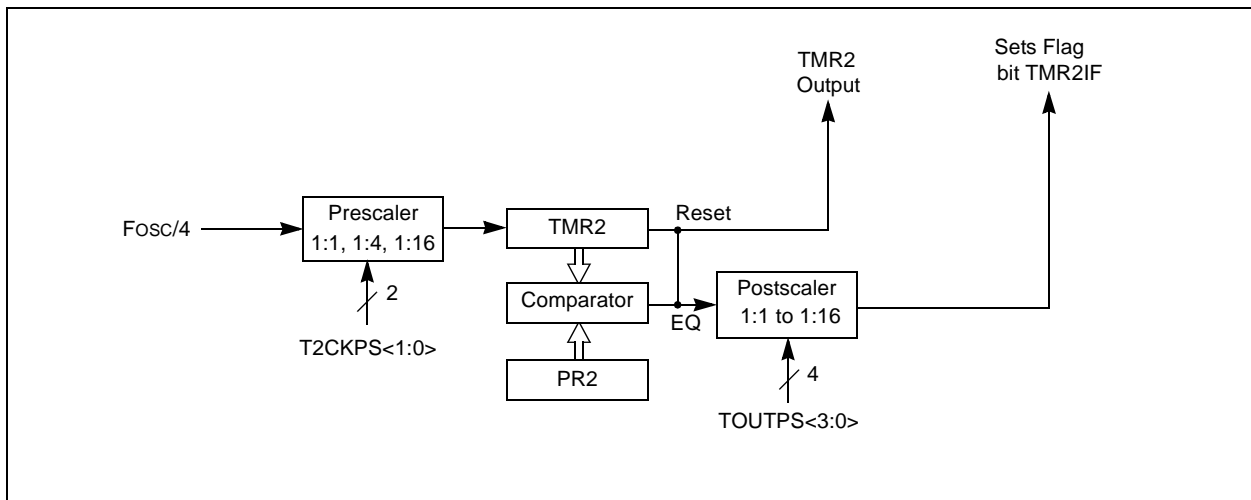 TMR2
Output
Sets Flag
bit TMR2IF
Fosc/4
Prescaler
1:1, 1:4, 1:16
2
T2CKPS<1:0>
TMR2
Reset
Comparator
EQ
PR2
Postscaler
1:1 to 1:16
4
TOUTPS<3:0>